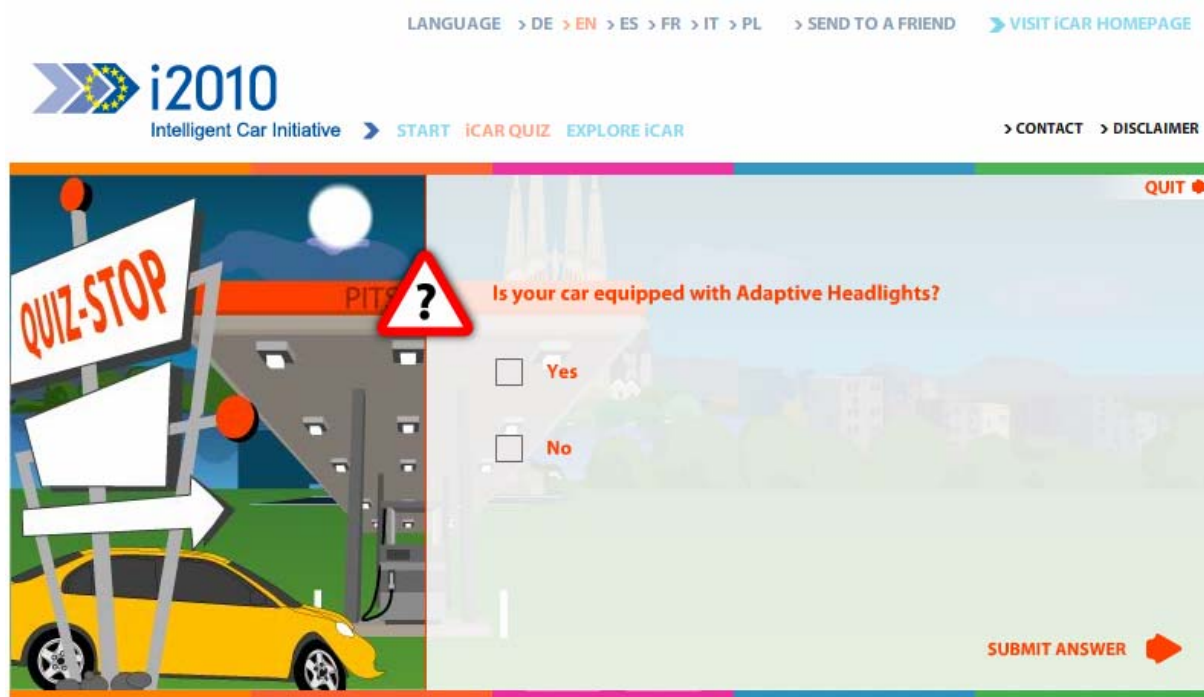 LANGUAGE > DE > EN > ES > FR > IT > PL > SEND TO A FRIEND > VISIT iCAR HOMEPAGE
i2010
Intelligent Car Initiative > START iCAR QUIZ EXPLORE iCAR > CONTACT > DISCLAIMER
QUIT
QUIZ-STOP
PITS
?
Is your car equipped with Adaptive Headlights?
Yes
No
SUBMIT ANSWER